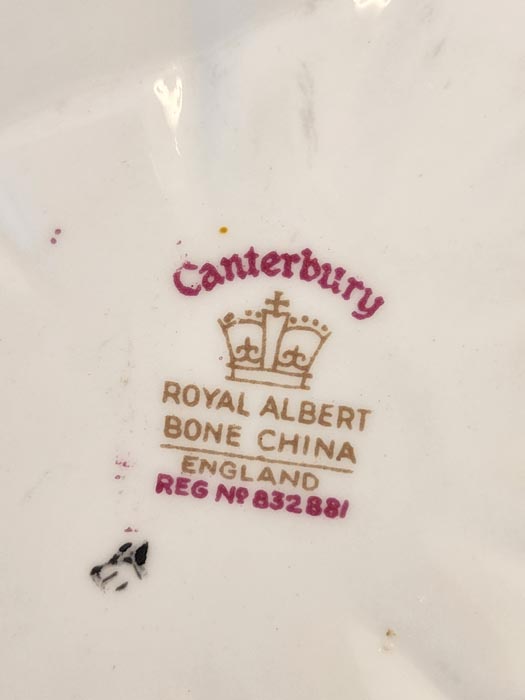 Canterbury
ROYAL ALBERT
BONE CHINA
ENGLAND
REG Nº 832881